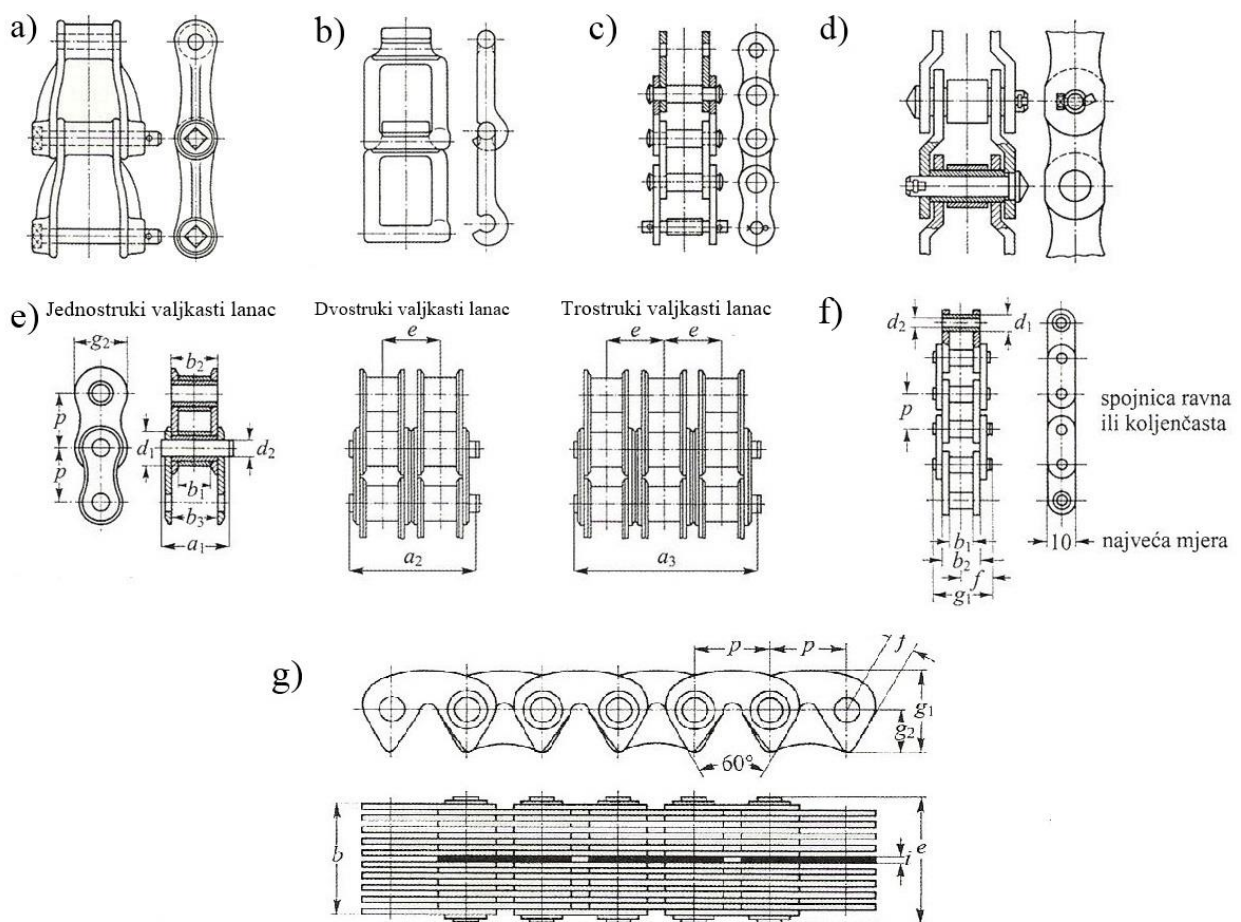 a)
b)
c)
d)
e) Jednostruki valjkasti lanac
g₂
b₂
p
p
d₁
d₂
b₁
b₃
a₁
Dvostruki valjkasti lanac
e
a₂
Trostruki valjkasti lanac
e e
a₃
f)
d₂
d₁
p
spojnica ravna
ili koljenčasta
b₁
b₂
f
g₁
10
najveća mjera
g)
p p
f
g₁
g₂
60°
b
i
e